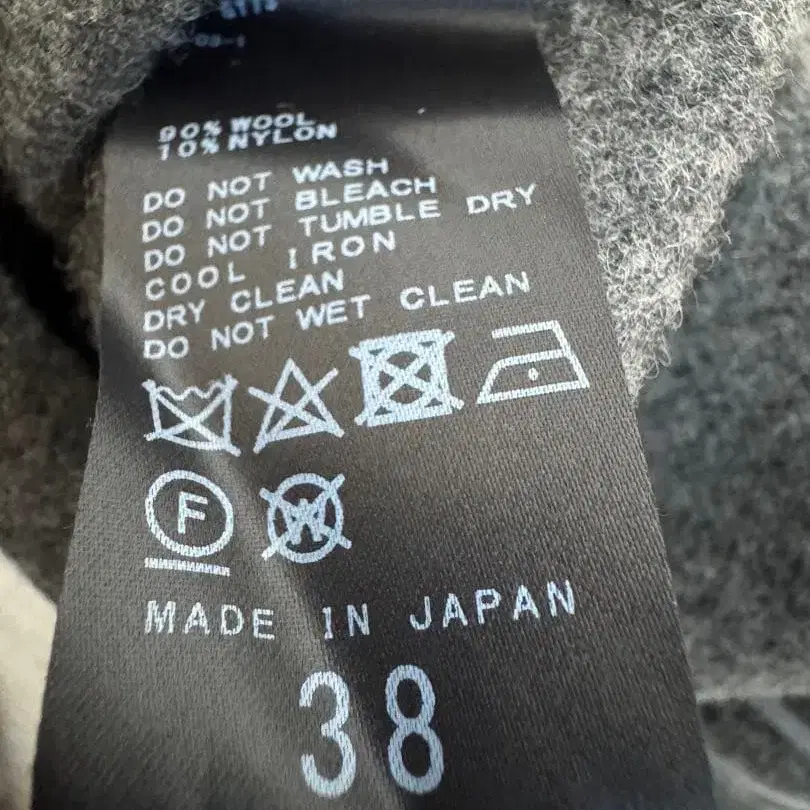 90% WOOL
10% NYLON
DO NOT WASH
DO NOT BLEACH
DO NOT TUMBLE DRY
COOL IRON
DRY CLEAN
DO NOT WET CLEAN
F
W
MADE IN JAPAN
38